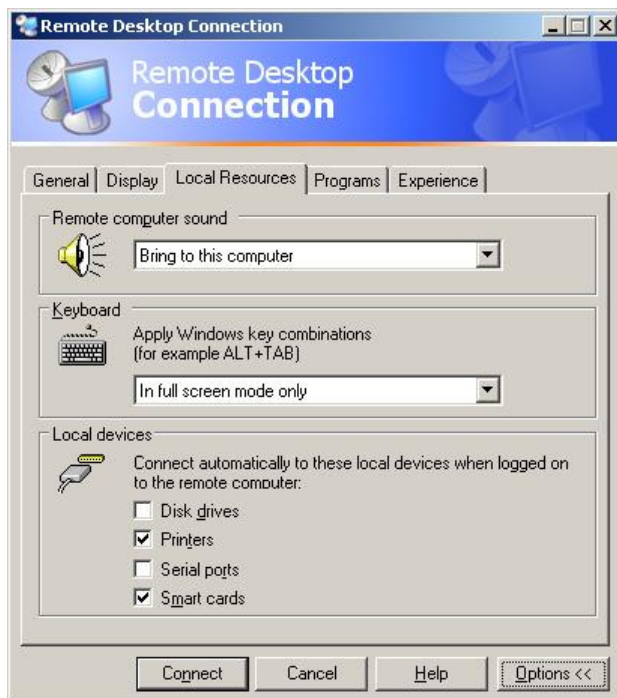 Remote Desktop Connection
Remote Desktop
Connection
General Display Local Resources Programs Experience
Remote computer sound
Bring to this computer
Keyboard
Apply Windows key combinations
(for example ALT+TAB)
In full screen mode only
Local devices
Connect automatically to these local devices when logged on
to the remote computer:
Disk drives
Printers
Serial ports
Smart cards
Connect Cancel Help Options <<